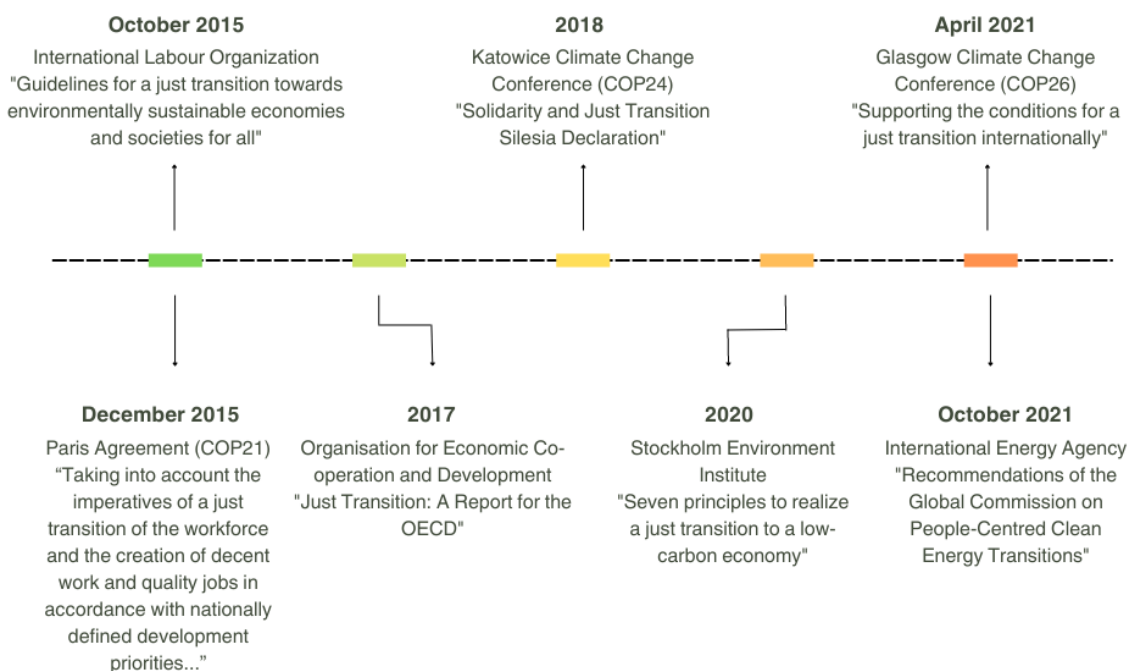 October 2015
International Labour Organization
"Guidelines for a just transition towards
environmentally sustainable economies
and societies for all"
2018
Katowice Climate Change
Conference (COP24)
"Solidarity and Just Transition
Silesia Declaration"
April 2021
Glasgow Climate Change
Conference (COP26)
"Supporting the conditions for a
just transition internationally"
December 2015
Paris Agreement (COP21)
“Taking into account the
imperatives of a just
transition of the workforce
and the creation of decent
work and quality jobs in
accordance with nationally
defined development
priorities...”
2017
Organisation for Economic Co-
operation and Development
"Just Transition: A Report for the
OECD"
2020
Stockholm Environment
Institute
"Seven principles to realize
a just transition to a low-
carbon economy"
October 2021
International Energy Agency
"Recommendations of the
Global Commission on
People-Centred Clean
Energy Transitions"